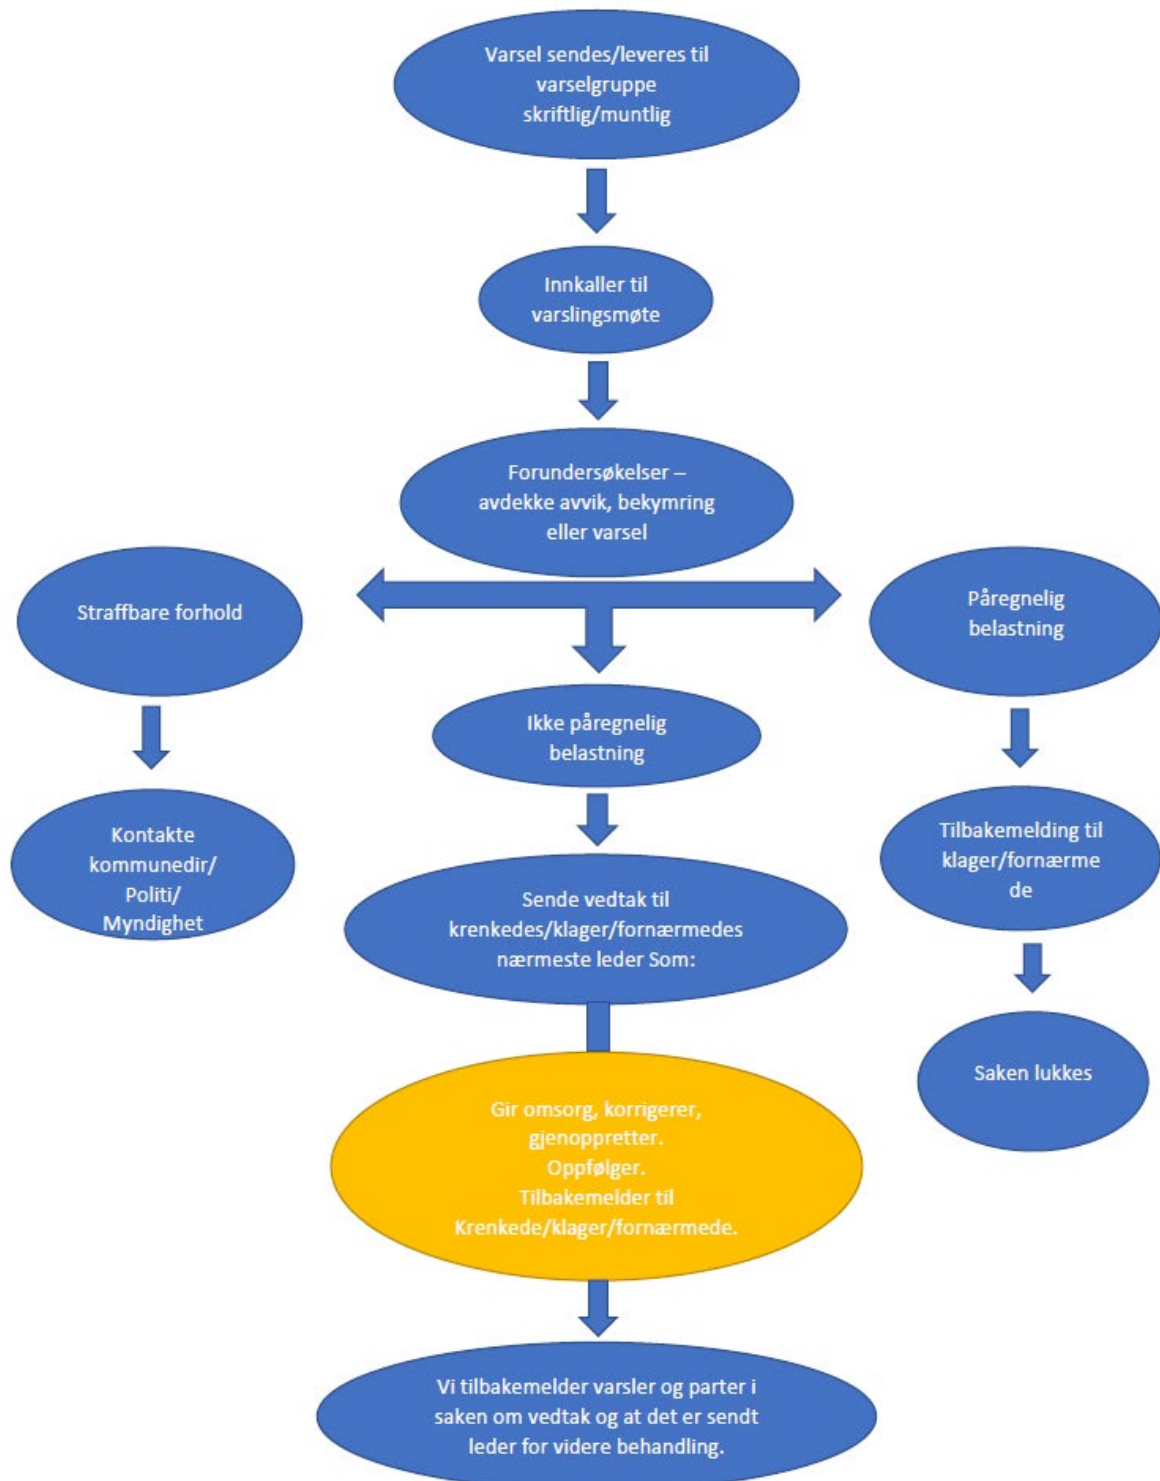 Varsel sendes/leveres til
varselgruppe
skriftlig/muntlig
Innkaller til
varslingsmøte
Forundersøkelser –
avdekke avvik, bekymring
eller varsel
Straffbare forhold
Kontakte
kommunedir/
Politi/
Myndighet
Ikke påregnelig
belastning
Sende vedtak til
krenkedes/klager/fornærmedes
nærmeste leder Som:
Gir omsorg, korrigerer,
gjenoppretter.
Oppfølger.
Tilbakemelder til
Krenkede/klager/fornærmede.
Vi tilbakemelder varsler og parter i
saken om vedtak og at det er sendt
leder for videre behandling.
Påregnelig
belastning
Tilbakemelding til
klager/fornærme
de
Saken lukkes